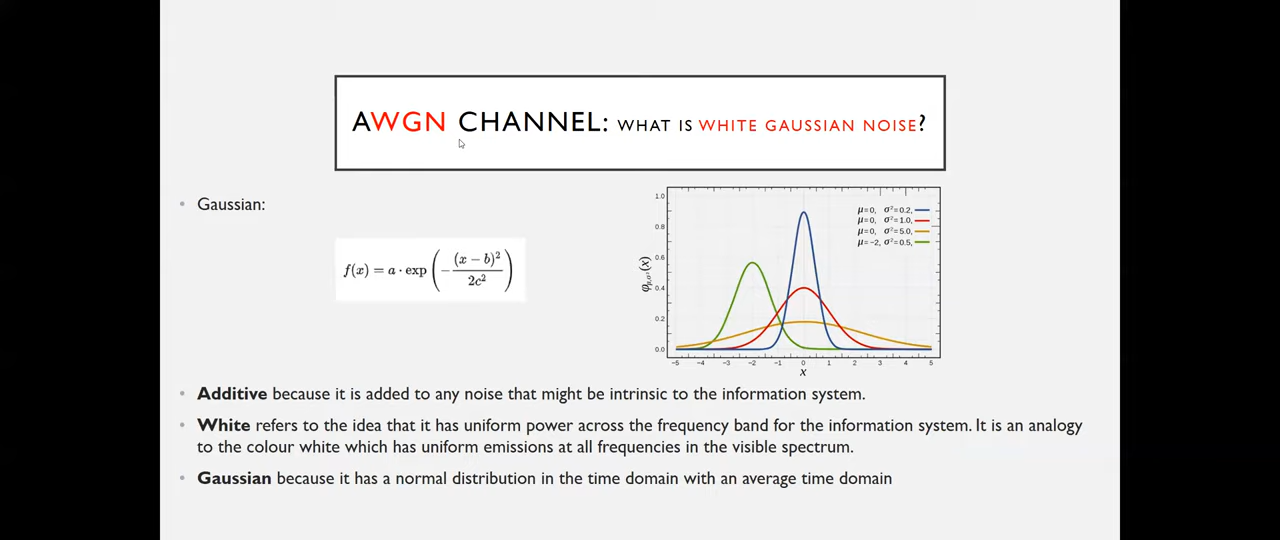 AWGN CHANNEL: WHAT IS WHITE GAUSSIAN NOISE?
Gaussian:
f(x) = a · exp(−(x − b)²/2c²)
φμ,σ²(x)
1.0
0.8
0.6
0.4
0.2
0.0
μ=0, σ²=0.2,
μ=0, σ²=1.0,
μ=0, σ²=5.0,
μ=−2, σ²=0.5,
−5 −4 −3 −2 −1 0 1 2 3 4 5
x
Additive because it is added to any noise that might be intrinsic to the information system.
White refers to the idea that it has uniform power across the frequency band for the information system. It is an analogy
to the colour white which has uniform emissions at all frequencies in the visible spectrum.
Gaussian because it has a normal distribution in the time domain with an average time domain